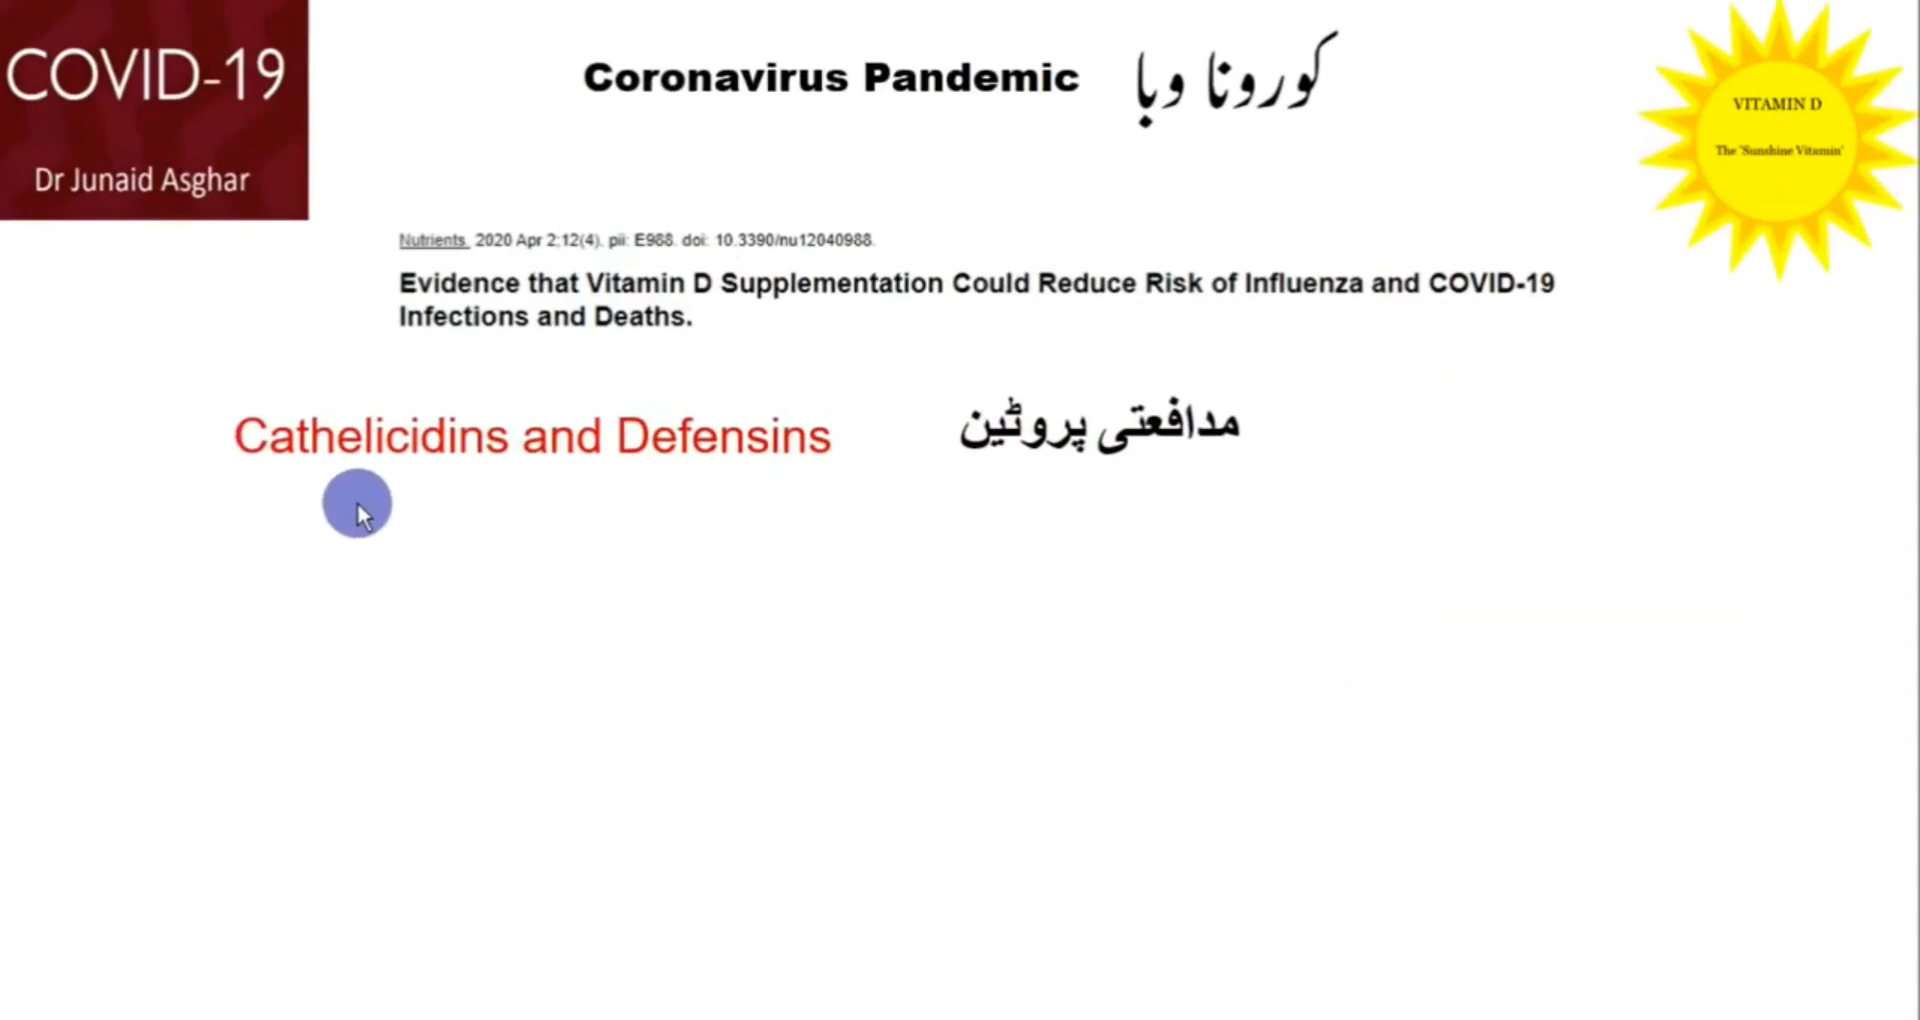 COVID-19
Dr Junaid Asghar
Coronavirus Pandemic کورونا وبا
VITAMIN D
The 'Sunshine Vitamin'
Nutrients. 2020 Apr 2;12(4). pii: E988. doi: 10.3390/nu12040988.
Evidence that Vitamin D Supplementation Could Reduce Risk of Influenza and COVID-19
Infections and Deaths.
Cathelicidins and Defensins مدافعتی پروٹین